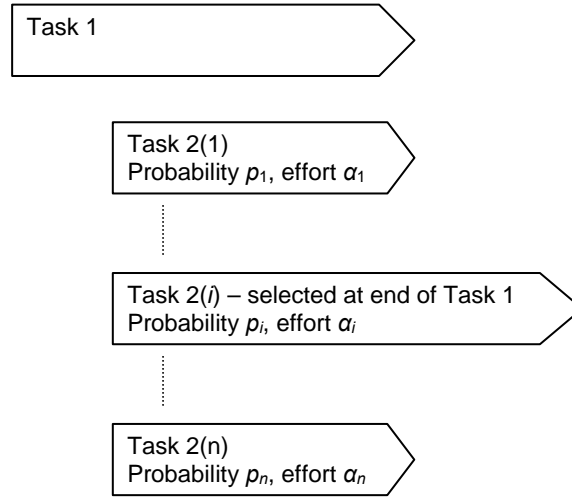 Task 1
Task 2(1)
Probability p₁, effort α₁
Task 2(i) – selected at end of Task 1
Probability pᵢ, effort αᵢ
Task 2(n)
Probability pₙ, effort αₙ